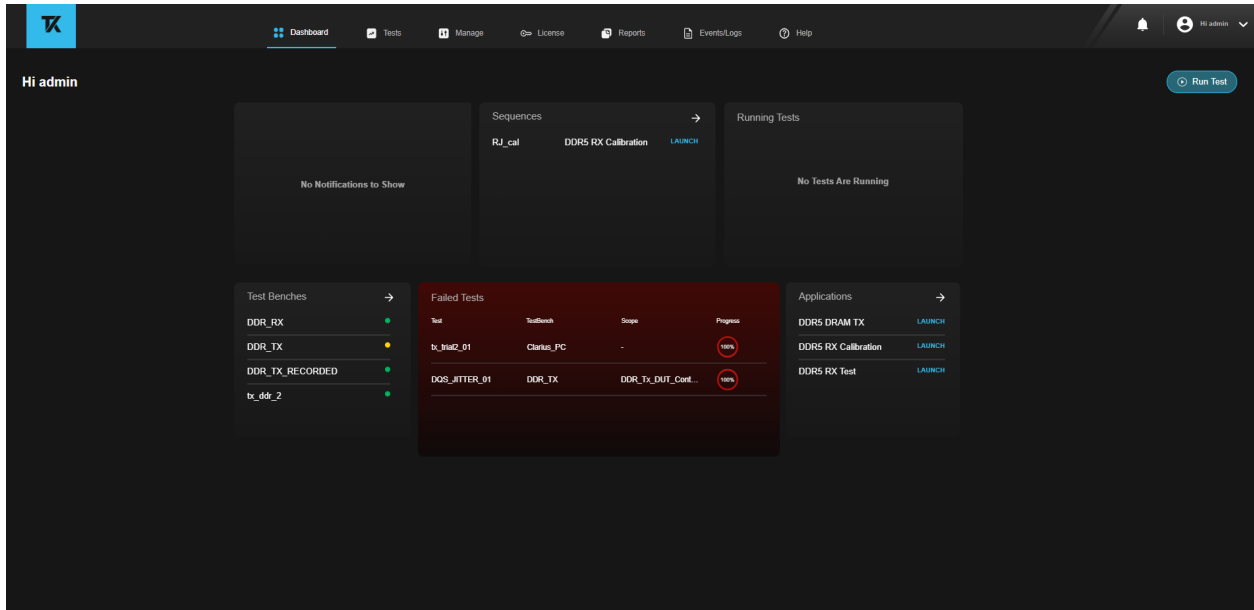 TK
Dashboard Tests Manage License Reports Events/Logs Help Hi admin
Hi admin
Run Test
No Notifications to Show
Sequences
RJ_cal DDR5 RX Calibration LAUNCH
Running Tests
No Tests Are Running
Test Benches
DDR_RX
DDR_TX
DDR_TX_RECORDED
tx_ddr_2
Failed Tests
Test TestBench Scope Progress
tx_trial2_01 Clarius_PC - 100%
DQS_JITTER_01 DDR_TX DDR_Tx_DUT_Cont... 100%
Applications
DDR5 DRAM TX LAUNCH
DDR5 RX Calibration LAUNCH
DDR5 RX Test LAUNCH